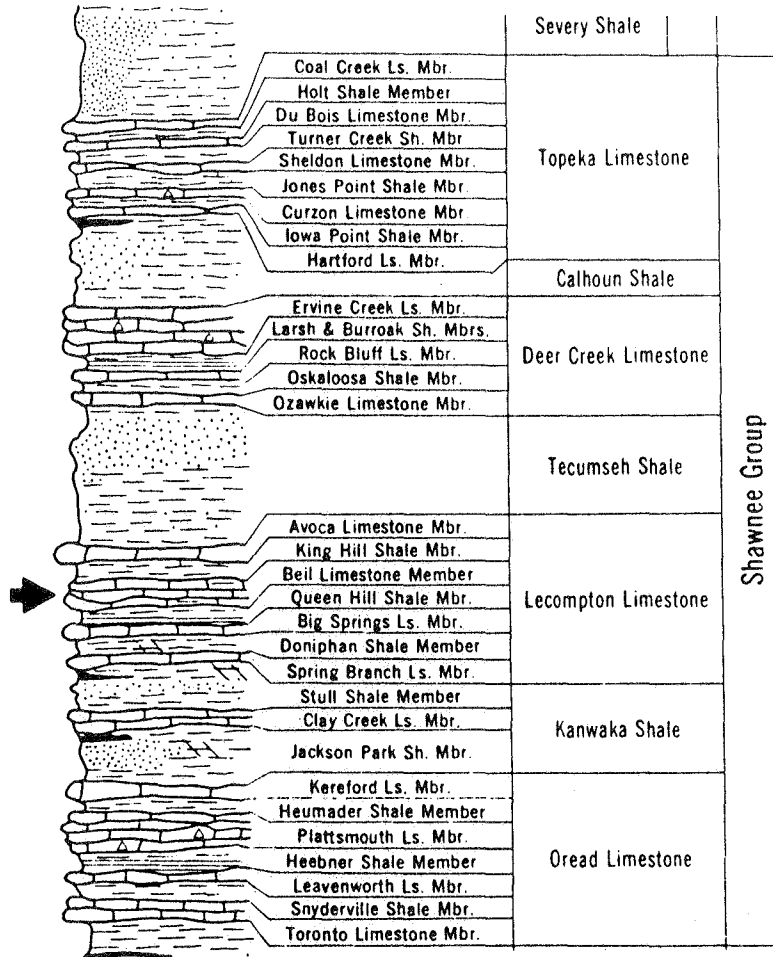 Severy Shale
Coal Creek Ls. Mbr.
Holt Shale Member
Du Bois Limestone Mbr.
Turner Creek Sh. Mbr
Sheldon Limestone Mbr.
Jones Point Shale Mbr.
Curzon Limestone Mbr.
Iowa Point Shale Mbr.
Hartford Ls. Mbr.
Topeka Limestone
Calhoun Shale
Ervine Creek Ls. Mbr.
Larsh & Burroak Sh. Mbrs.
Rock Bluff Ls. Mbr.
Oskaloosa Shale Mbr.
Ozawkie Limestone Mbr.
Deer Creek Limestone
Tecumseh Shale
Avoca Limestone Mbr.
King Hill Shale Mbr.
Beil Limestone Member
Queen Hill Shale Mbr.
Big Springs Ls. Mbr.
Doniphan Shale Member
Spring Branch Ls. Mbr.
Lecompton Limestone
Stull Shale Member
Clay Creek Ls. Mbr.
Jackson Park Sh. Mbr.
Kanwaka Shale
Kereford Ls. Mbr.
Heumader Shale Member
Plattsmouth Ls. Mbr.
Heebner Shale Member
Leavenworth Ls. Mbr.
Snyderville Shale Mbr.
Toronto Limestone Mbr.
Oread Limestone
Shawnee Group